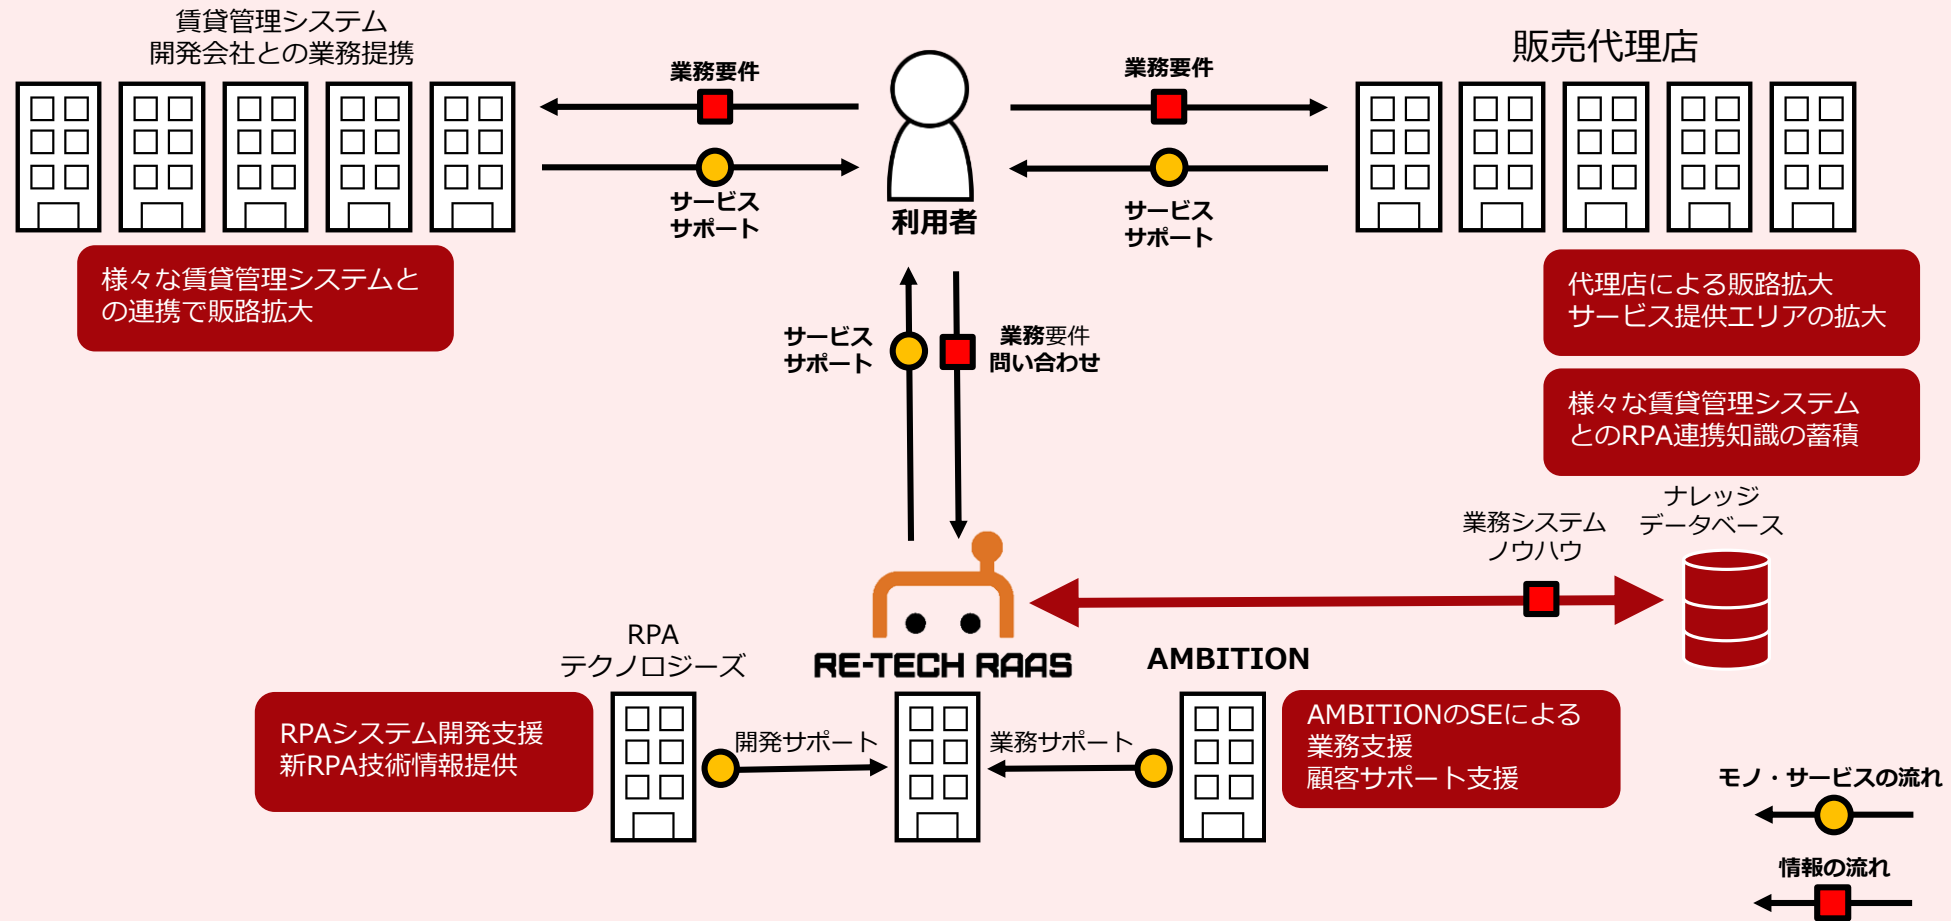 賃貸管理システム
開発会社との業務提携
業務要件
サービス
サポート
利用者
業務要件
サービス
サポート
販売代理店
様々な賃貸管理システムと
の連携で販路拡大
代理店による販路拡大
サービス提供エリアの拡大
様々な賃貸管理システム
とのRPA連携知識の蓄積
サービス
サポート
業務要件
問い合わせ
業務システム
ノウハウ
ナレッジ
データベース
RE-TECH RAAS
RPA
テクノロジーズ
AMBITION
RPAシステム開発支援
新RPA技術情報提供
開発サポート
業務サポート
AMBITIONのSEによる
業務支援
顧客サポート支援
モノ・サービスの流れ
情報の流れ